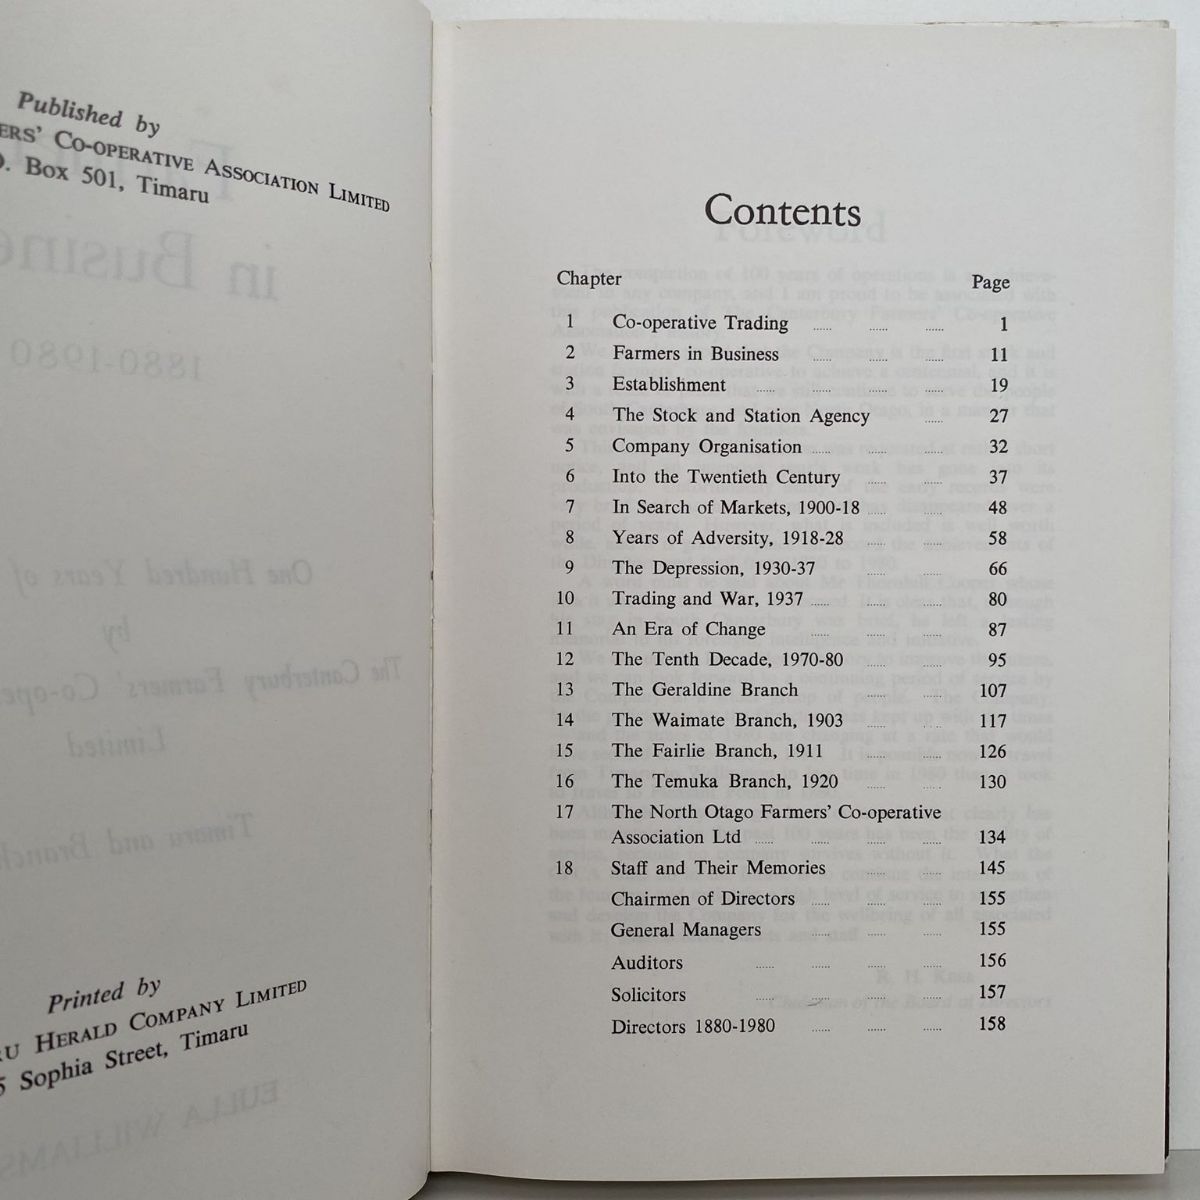 Published by
ERS' CO-OPERATIVE ASSOCIATION LIMITED
O. Box 501, Timaru
Printed by
RU HERALD COMPANY LIMITED
5 Sophia Street, Timaru
Contents
Chapter Page
1 Co-operative Trading ...... ...... ...... 1
2 Farmers in Business ...... ...... ...... 11
3 Establishment ...... ...... ...... ...... 19
4 The Stock and Station Agency ...... 27
5 Company Organisation ...... ...... ...... 32
6 Into the Twentieth Century ...... ...... 37
7 In Search of Markets, 1900-18 ...... ...... 48
8 Years of Adversity, 1918-28 ...... ...... 58
9 The Depression, 1930-37 ...... ...... 66
10 Trading and War, 1937 ...... ...... ...... 80
11 An Era of Change ...... ...... ...... 87
12 The Tenth Decade, 1970-80 ...... ...... 95
13 The Geraldine Branch ...... ...... 107
14 The Waimate Branch, 1903 ...... ...... 117
15 The Fairlie Branch, 1911 ...... ...... 126
16 The Temuka Branch, 1920 ...... ...... 130
17 The North Otago Farmers' Co-operative
Association Ltd ...... ...... ...... ...... 134
18 Staff and Their Memories ...... ...... 145
Chairmen of Directors ...... ...... ...... 155
General Managers ...... ...... ...... 155
Auditors ...... ...... ...... ...... 156
Solicitors ...... ...... ...... ...... 157
Directors 1880-1980 ...... ...... ...... 158